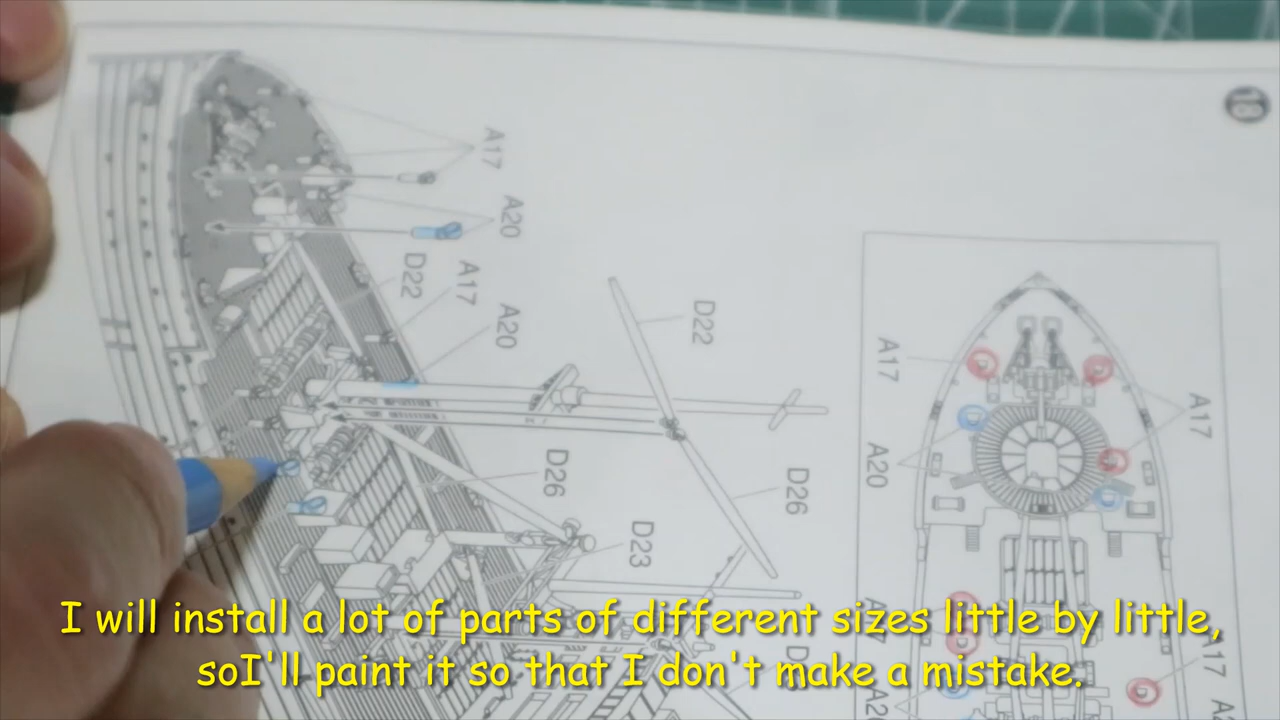 18
A17
A20
D22
A17
A20
D22
D26
D26
D23
A17
A17
A20
A17
I will install a lot of parts of different sizes little by little,
soI'll paint it so that I don't make a mistake.